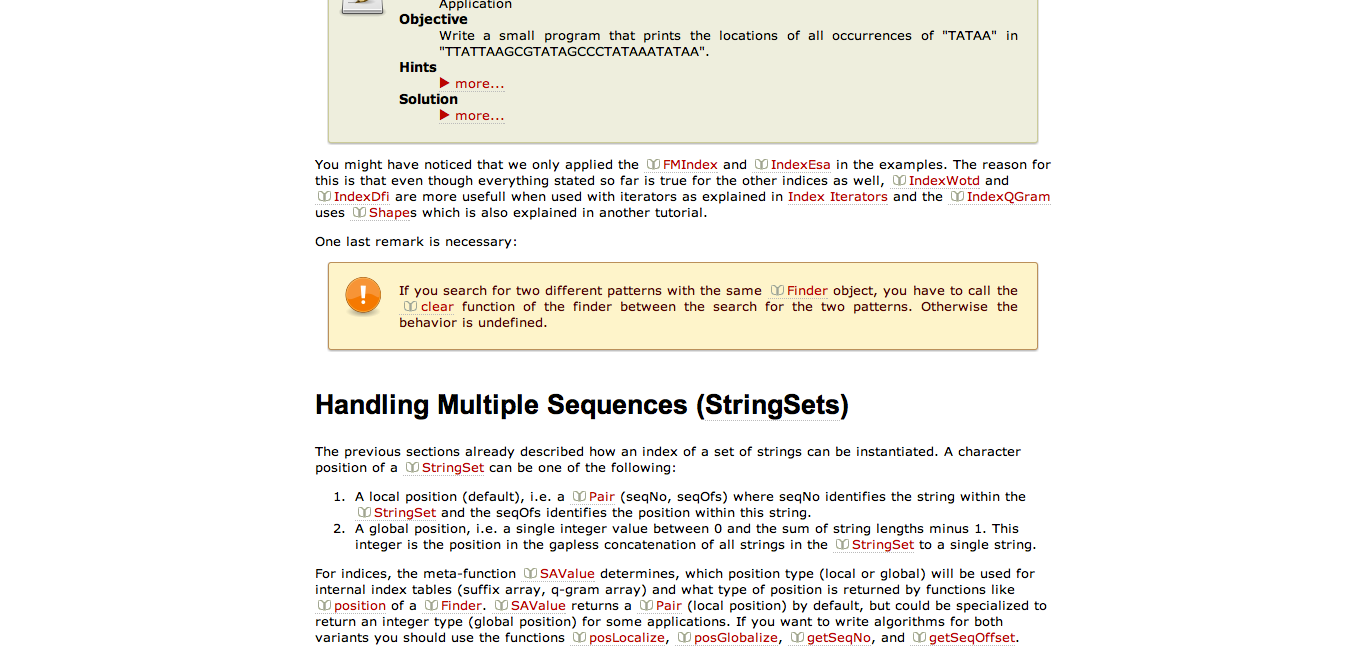 Application
Objective
Write a small program that prints the locations of all occurrences of "TATAA" in
"TTATTAAGCGTATAGCCCTATAAATATAA".
Hints
more...
Solution
more...
You might have noticed that we only applied the FMIndex and IndexEsa in the examples. The reason for
this is that even though everything stated so far is true for the other indices as well, IndexWotd and
IndexDfi are more usefull when used with iterators as explained in Index Iterators and the IndexQGram
uses Shapes which is also explained in another tutorial.
One last remark is necessary:
If you search for two different patterns with the same Finder object, you have to call the
clear function of the finder between the search for the two patterns. Otherwise the
behavior is undefined.
Handling Multiple Sequences (StringSets)
The previous sections already described how an index of a set of strings can be instantiated. A character
position of a StringSet can be one of the following:
1. A local position (default), i.e. a Pair (seqNo, seqOfs) where seqNo identifies the string within the
StringSet and the seqOfs identifies the position within this string.
2. A global position, i.e. a single integer value between 0 and the sum of string lengths minus 1. This
integer is the position in the gapless concatenation of all strings in the StringSet to a single string.
For indices, the meta-function SAValue determines, which position type (local or global) will be used for
internal index tables (suffix array, q-gram array) and what type of position is returned by functions like
position of a Finder. SAValue returns a Pair (local position) by default, but could be specialized to
return an integer type (global position) for some applications. If you want to write algorithms for both
variants you should use the functions posLocalize, posGlobalize, getSeqNo, and getSeqOffset.